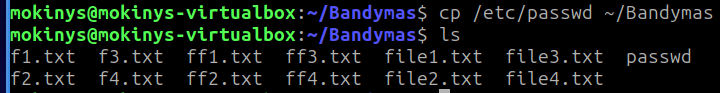 mokinys@mokinys-virtualbox:~/Bandymas$ cp /etc/passwd ~/Bandymas
mokinys@mokinys-virtualbox:~/Bandymas$ ls
f1.txt  f3.txt  ff1.txt  ff3.txt  file1.txt  file3.txt  passwd
f2.txt  f4.txt  ff2.txt  ff4.txt  file2.txt  file4.txt